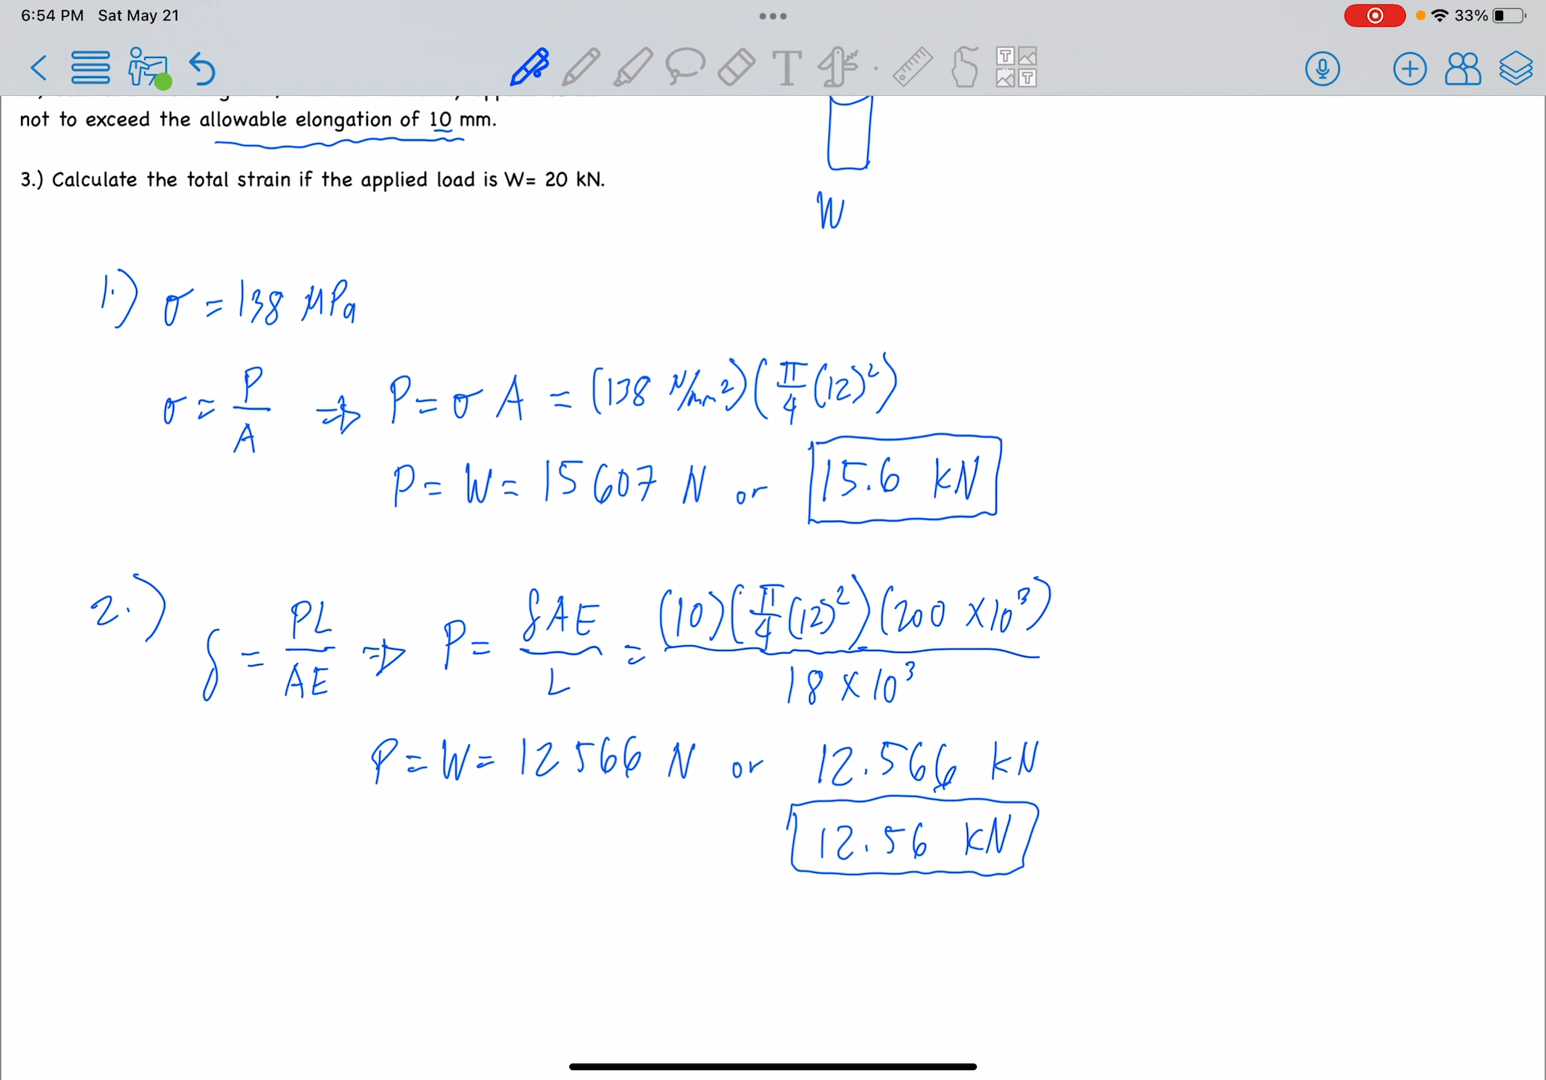 6:54 PM Sat May 21
33%
not to exceed the allowable elongation of 10 mm.
3.) Calculate the total strain if the applied load is W= 20 kN.
W
1.) σ = 138 MPa
σ = P/A ⇒ P = σ A = (138 N/mm²)(π/4 (12)²)
P = W = 15 607 N or 15.6 kN
2.) δ = PL/AE ⇒ P = δAE/L = (10)(π/4 (12)²)(200 × 10³)/18 × 10³
P = W = 12 566 N or 12.566 kN
12.56 kN